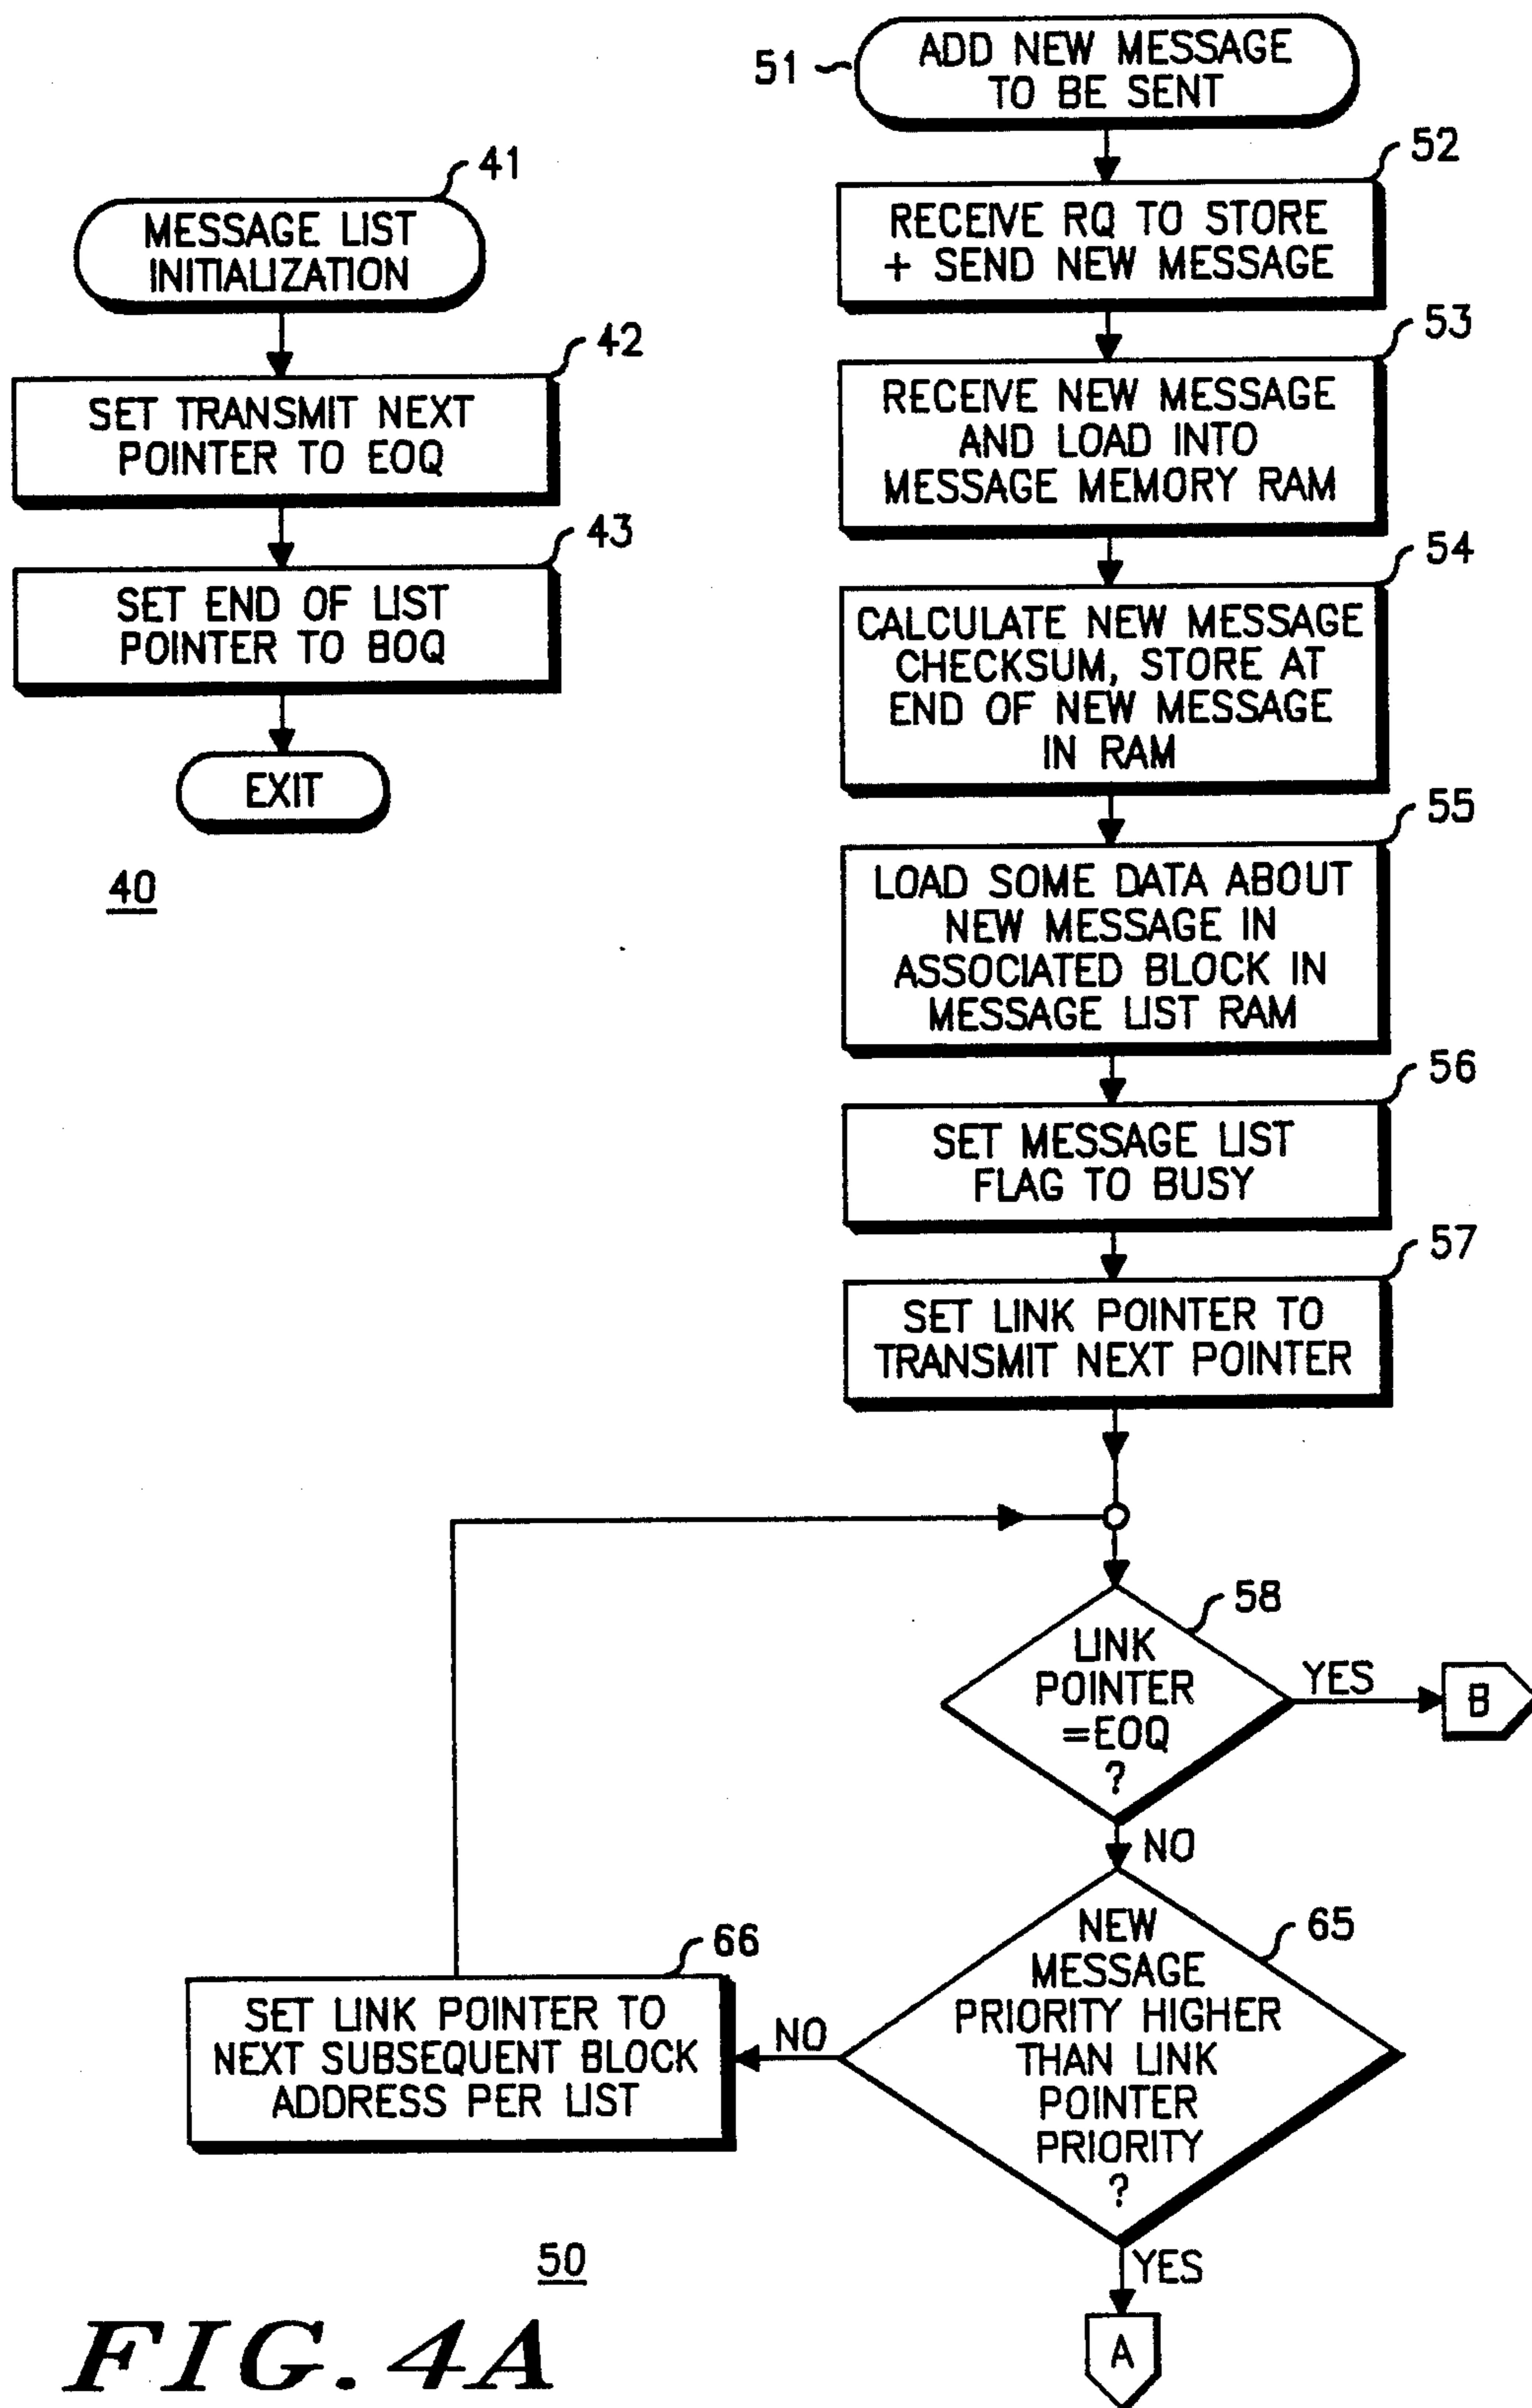 41
MESSAGE LIST
INITIALIZATION
42
SET TRANSMIT NEXT
POINTER TO EOQ
43
SET END OF LIST
POINTER TO BOQ
EXIT
40
51
ADD NEW MESSAGE
TO BE SENT
52
RECEIVE RQ TO STORE
+ SEND NEW MESSAGE
53
RECEIVE NEW MESSAGE
AND LOAD INTO
MESSAGE MEMORY RAM
54
CALCULATE NEW MESSAGE
CHECKSUM, STORE AT
END OF NEW MESSAGE
IN RAM
55
LOAD SOME DATA ABOUT
NEW MESSAGE IN
ASSOCIATED BLOCK IN
MESSAGE LIST RAM
56
SET MESSAGE LIST
FLAG TO BUSY
57
SET LINK POINTER TO
TRANSMIT NEXT POINTER
58
LINK
POINTER
=EOQ
?
YES
B
NO
65
NEW
MESSAGE
PRIORITY HIGHER
THAN LINK
POINTER
PRIORITY
?
NO
66
SET LINK POINTER TO
NEXT SUBSEQUENT BLOCK
ADDRESS PER LIST
YES
A
50
FIG. 4A